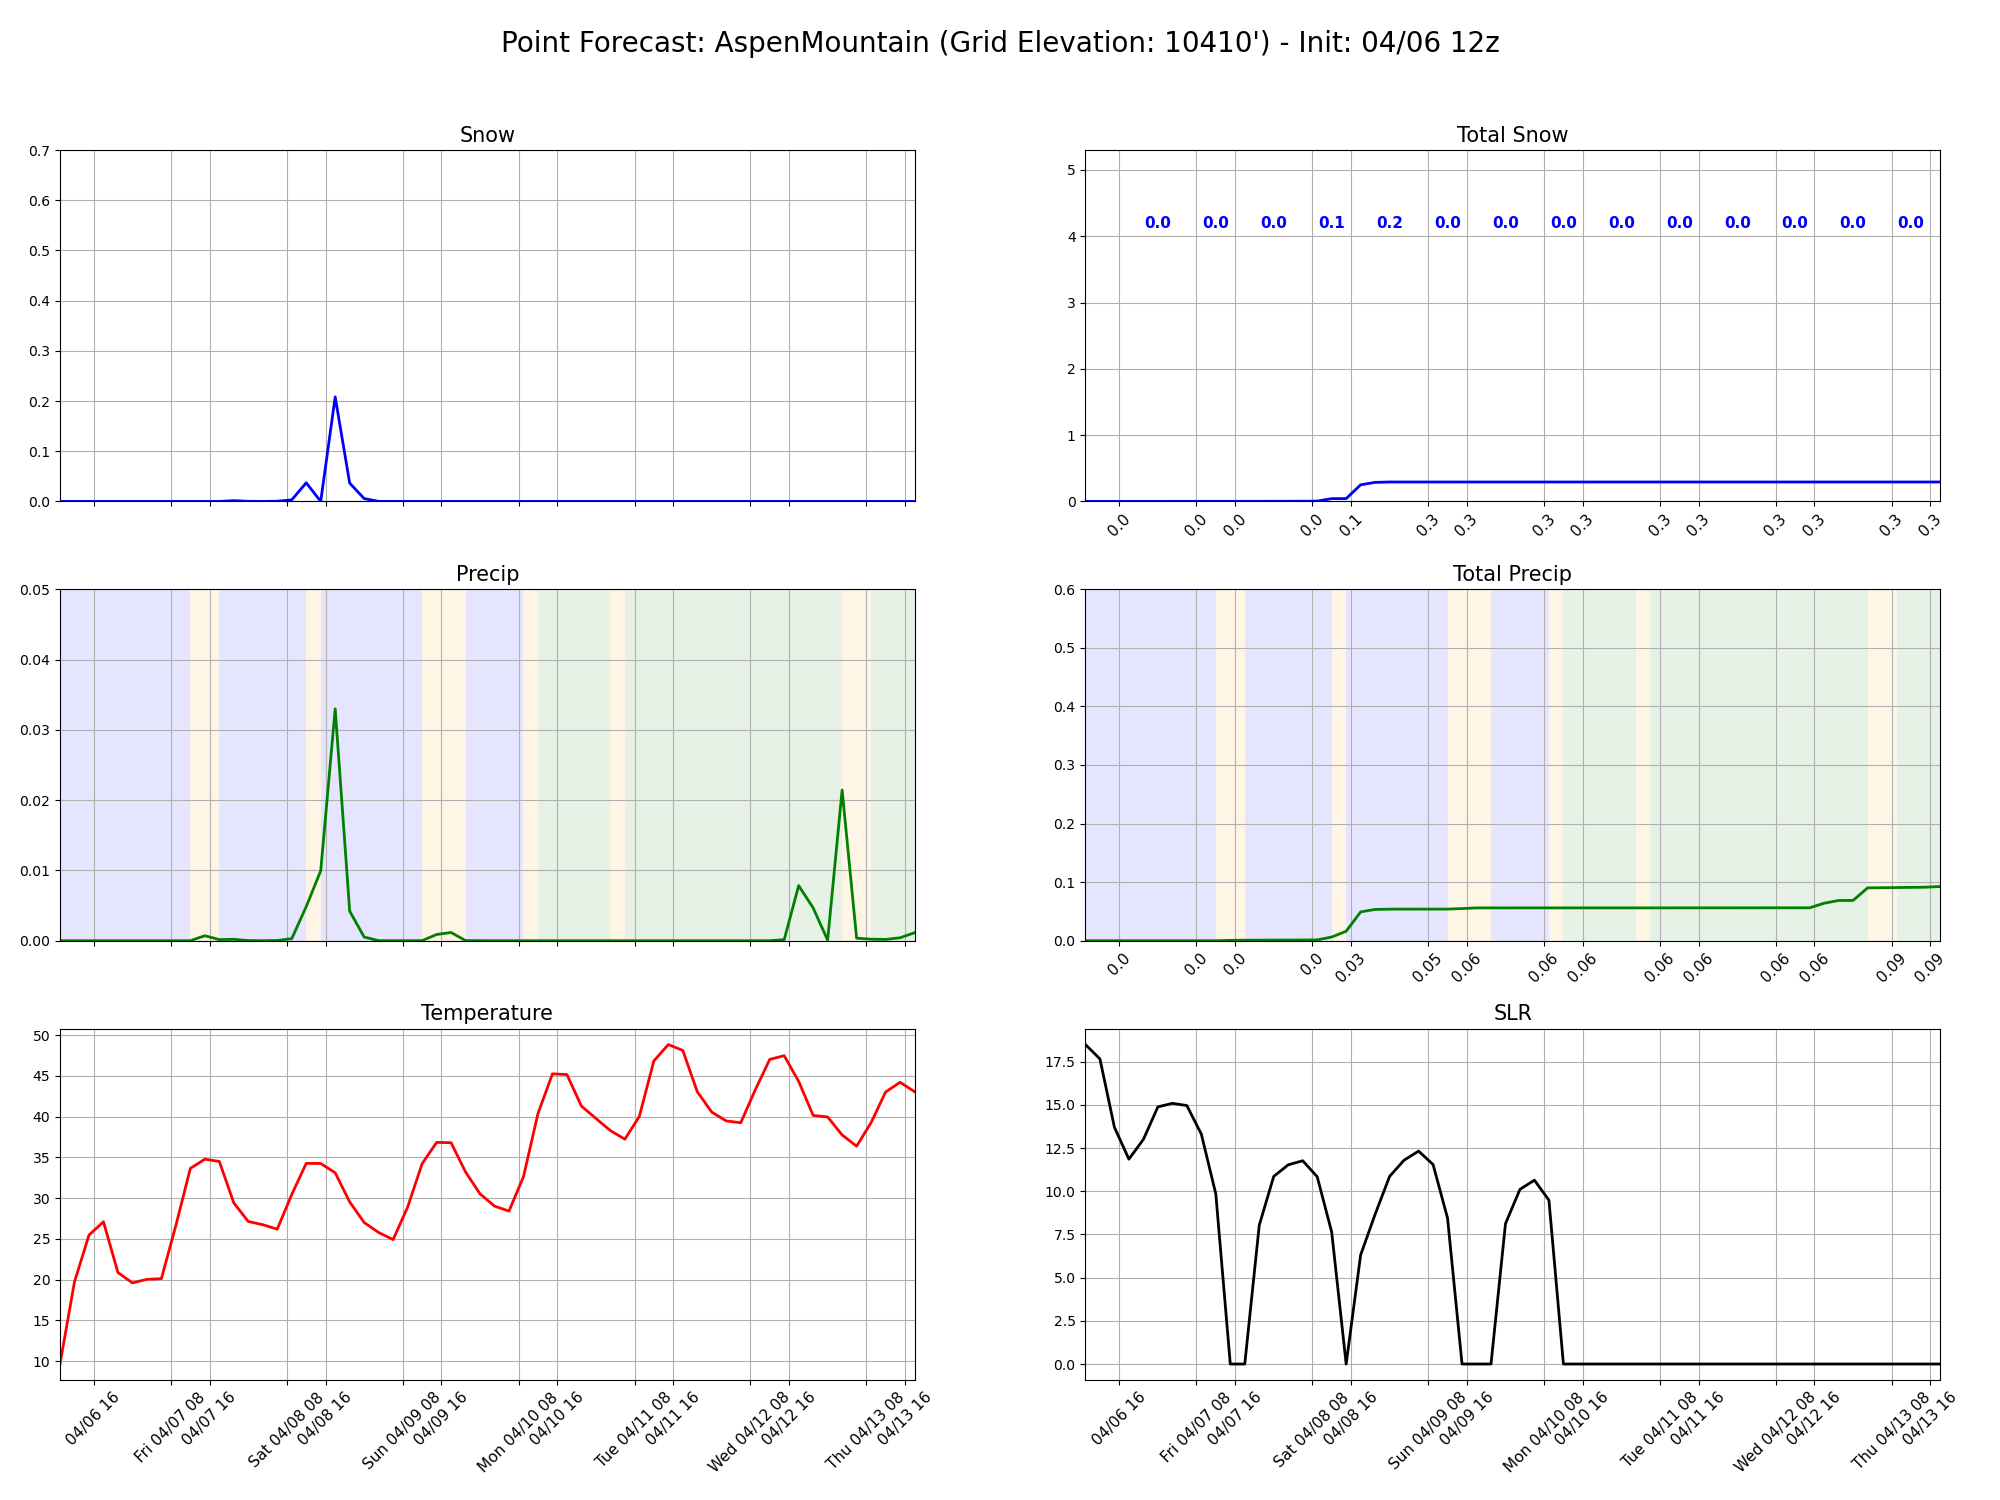 Point Forecast: AspenMountain (Grid Elevation: 10410') - Init: 04/06 12z
Snow
0.7
0.6
0.5
0.4
0.3
0.2
0.1
0.0
Total Snow
5
4
3
2
1
0
0.0 0.0 0.0 0.1 0.2 0.0 0.0 0.0 0.0 0.0 0.0 0.0 0.0 0.0
0.0 0.0 0.0 0.0 0.1 0.3 0.3 0.3 0.3 0.3 0.3 0.3 0.3 0.3 0.3
Precip
0.05
0.04
0.03
0.02
0.01
0.00
Total Precip
0.6
0.5
0.4
0.3
0.2
0.1
0.0
0.0 0.0 0.0 0.0 0.03 0.05 0.06 0.06 0.06 0.06 0.06 0.06 0.06 0.09 0.09
Temperature
50
45
40
35
30
25
20
15
10
04/06 16
Fri 04/07 08
04/07 16
Sat 04/08 08
04/08 16
Sun 04/09 08
04/09 16
Mon 04/10 08
04/10 16
Tue 04/11 08
04/11 16
Wed 04/12 08
04/12 16
Thu 04/13 08
04/13 16
SLR
17.5
15.0
12.5
10.0
7.5
5.0
2.5
0.0
04/06 16
Fri 04/07 08
04/07 16
Sat 04/08 08
04/08 16
Sun 04/09 08
04/09 16
Mon 04/10 08
04/10 16
Tue 04/11 08
04/11 16
Wed 04/12 08
04/12 16
Thu 04/13 08
04/13 16